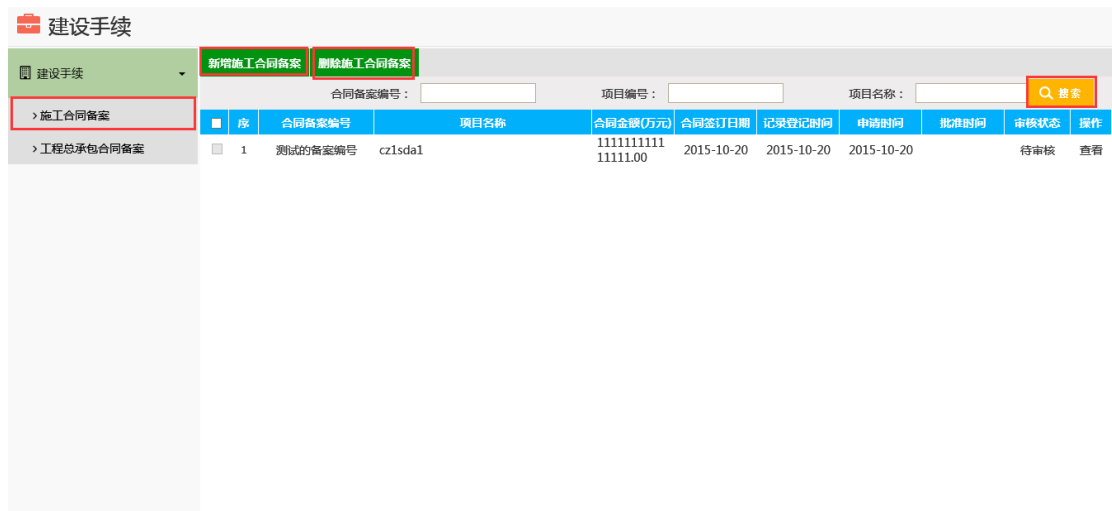 建设手续
建设手续
新增施工合同备案 删除施工合同备案
合同备案编号： 项目编号： 项目名称： 搜索
>施工合同备案
序 合同备案编号 项目名称 合同金额(万元) 合同签订日期 记录登记时间 申请时间 批准时间 审核状态 操作
>工程总承包合同备案
1 测试的备案编号 cz1sda1 1111111111 2015-10-20 2015-10-20 2015-10-20 待审核 查看
11111.00